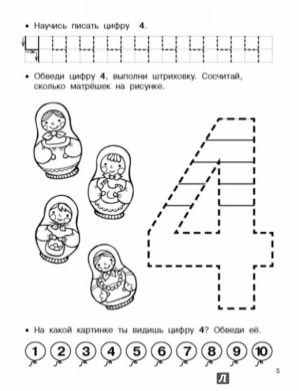 Научись писать цифру 4.
Обведи цифру 4, выполни штриховку. Сосчитай,
сколько матрёшек на рисунке.
4
На какой картинке ты видишь цифру 4? Обведи её.
1 2 3 4 5 6 7 8 9 10
Л
5